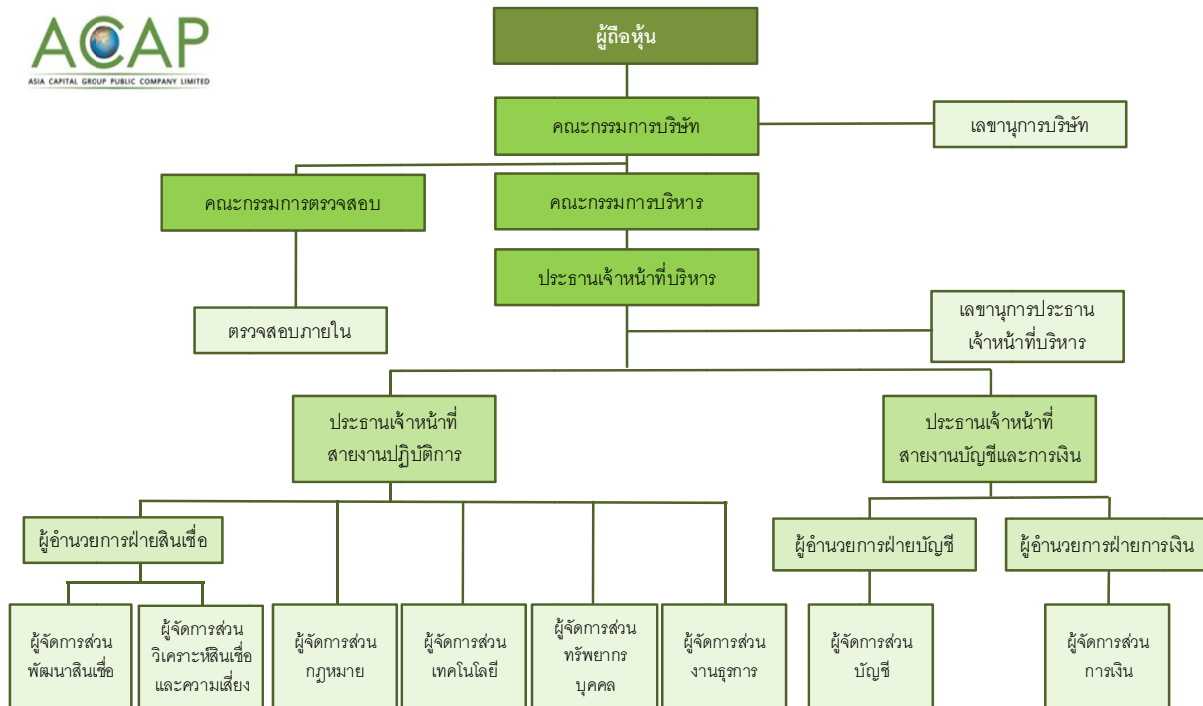 ACAP
ASIA CAPITAL GROUP PUBLIC COMPANY LIMITED
ผู้ถือหุ้น
คณะกรรมการบริษัท
เลขานุการบริษัท
คณะกรรมการตรวจสอบ
คณะกรรมการบริหาร
ประธานเจ้าหน้าที่บริหาร
ตรวจสอบภายใน
เลขานุการประธาน
เจ้าหน้าที่บริหาร
ประธานเจ้าหน้าที่
สายงานปฏิบัติการ
ประธานเจ้าหน้าที่
สายงานบัญชีและการเงิน
ผู้อำนวยการฝ่ายสินเชื่อ
ผู้อำนวยการฝ่ายบัญชี
ผู้อำนวยการฝ่ายการเงิน
ผู้จัดการส่วน
พัฒนาสินเชื่อ
ผู้จัดการส่วน
วิเคราะห์สินเชื่อ
และความเสี่ยง
ผู้จัดการส่วน
กฎหมาย
ผู้จัดการส่วน
เทคโนโลยี
ผู้จัดการส่วน
ทรัพยากร
บุคคล
ผู้จัดการส่วน
งานธุรการ
ผู้จัดการส่วน
บัญชี
ผู้จัดการส่วน
การเงิน